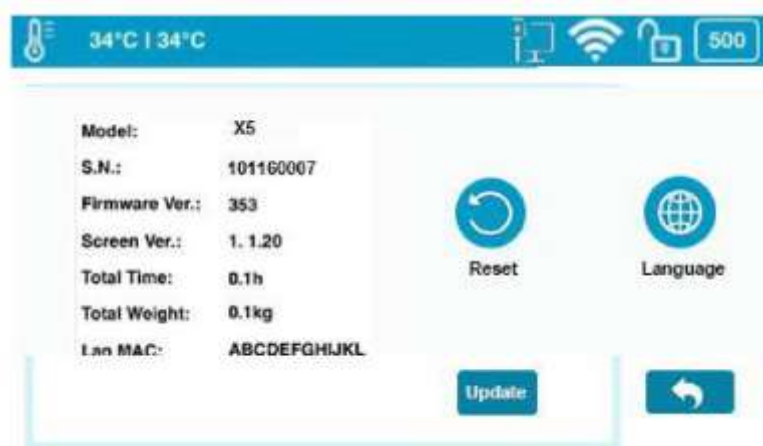 34°C | 34°C 500
Model: X5
S.N.: 101160007
Firmware Ver.: 353
Screen Ver.: 1. 1.20
Total Time: 0.1h
Total Weight: 0.1kg
Lan MAC: ABCDEFGHIJKL
Reset
Language
Update